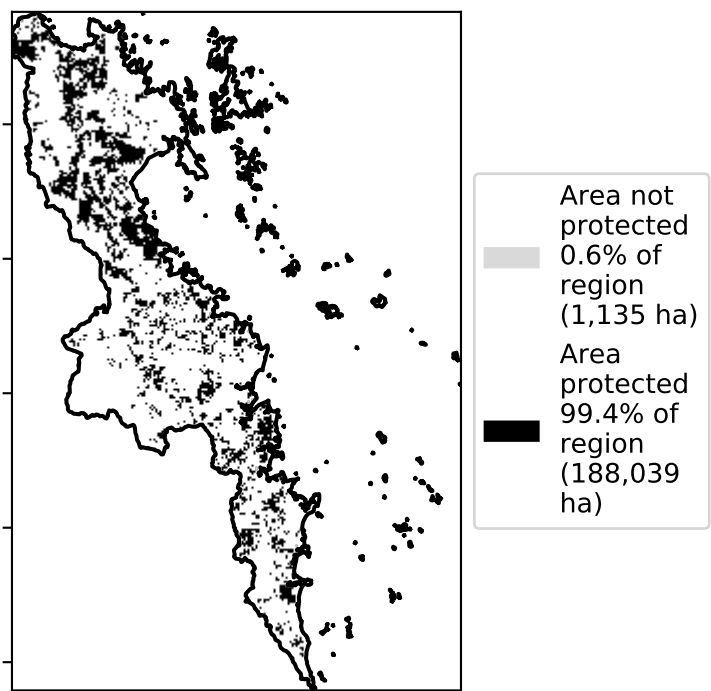 Area not
protected
0.6% of
region
(1,135 ha)
Area
protected
99.4% of
region
(188,039
ha)